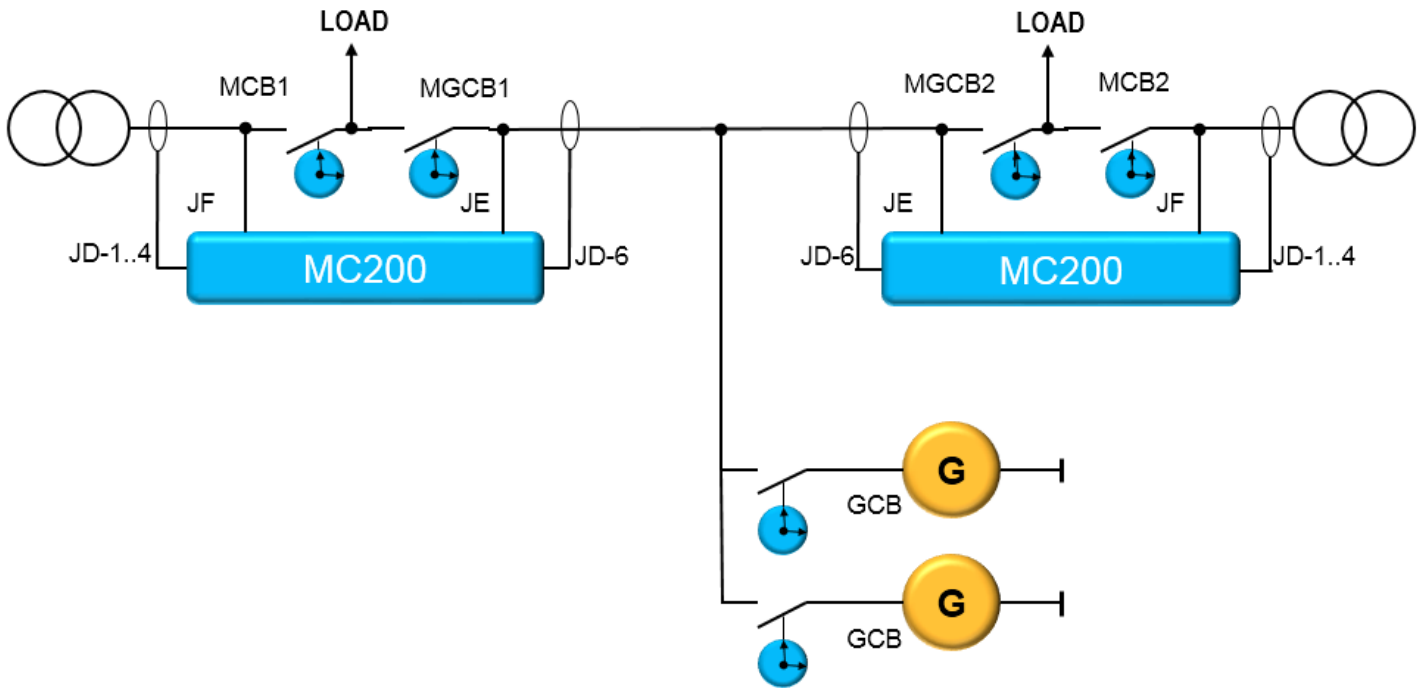 LOAD
LOAD
MCB1
MGCB1
MGCB2
MCB2
JF
JE
JE
JF
JD-1..4
MC200
JD-6
JD-6
MC200
JD-1..4
G
GCB
G
GCB